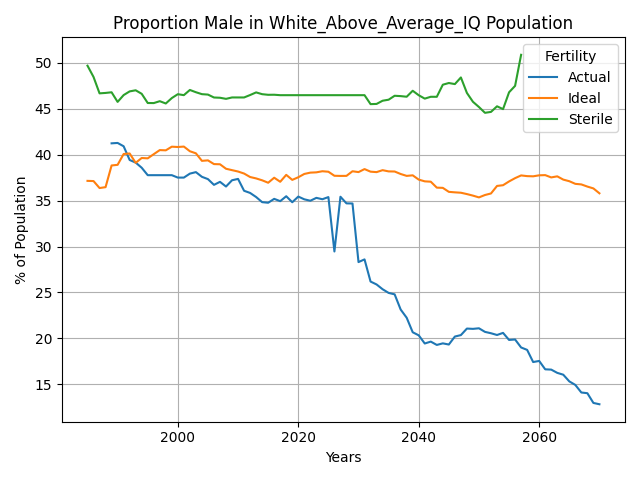 Proportion Male in White_Above_Average_IQ Population
% of Population
50
45
40
35
30
25
20
15
Fertility
Actual
Ideal
Sterile
2000
2020
2040
2060
Years